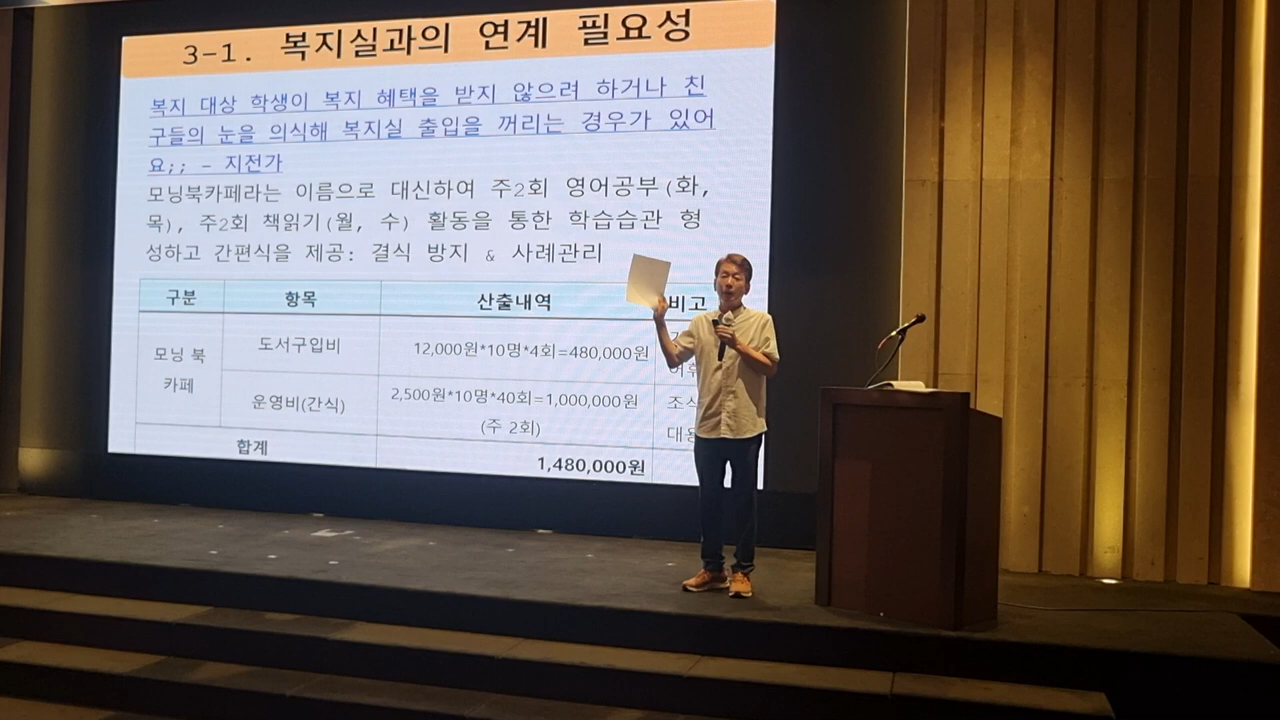 3-1. 복지실과의 연계 필요성
복지 대상 학생이 복지 혜택을 받지 않으려 하거나 친
구들의 눈을 의식해 복지실 출입을 꺼리는 경우가 있어
요;; - 지전가
모닝북카페라는 이름으로 대신하여 주2회 영어공부(화,
목), 주2회 책읽기(월, 수) 활동을 통한 학습습관 형
성하고 간편식을 제공: 결식 방지 & 사례관리
구분 항목 산출내역 비고
모닝 북
카페
도서구입비 12,000원*10명*4회=480,000원
운영비(간식) 2,500원*10명*40회=1,000,000원
(주 2회)
조식
대용
합계 1,480,000원